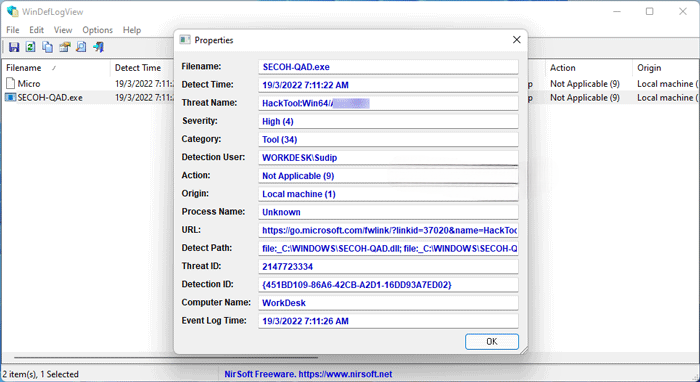 WinDefLogView
File Edit View Options Help
Filename Detect Time Action Origin
Micro 19/3/2022 7:11: Not Applicable (9) Local machine (1
SECOH-QAD.exe 19/3/2022 7:11: Not Applicable (9) Local machine (1
Properties
Filename: SECOH-QAD.exe
Detect Time: 19/3/2022 7:11:22 AM
Threat Name: HackTool:Win64/
Severity: High (4)
Category: Tool (34)
Detection User: WORKDESK\Sudip
Action: Not Applicable (9)
Origin: Local machine (1)
Process Name: Unknown
URL: https://go.microsoft.com/fwlink/?linkid=37020&name=HackToo
Detect Path: file:_C:\WINDOWS\SECOH-QAD.dll; file:_C:\WINDOWS\SECOH-Q
Threat ID: 2147723334
Detection ID: {451BD109-86A6-42CB-A2D1-16DD93A7ED02}
Computer Name: WorkDesk
Event Log Time: 19/3/2022 7:11:26 AM
OK
2 item(s), 1 Selected NirSoft Freeware. https://www.nirsoft.net